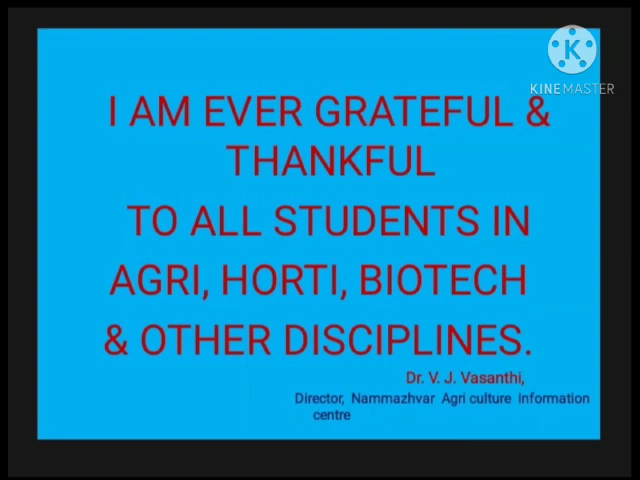 K
KINEMASTER
I AM EVER GRATEFUL &
THANKFUL
TO ALL STUDENTS IN
AGRI, HORTI, BIOTECH
& OTHER DISCIPLINES.
Dr. V. J. Vasanthi,
Director, Nammazhvar Agri culture Information
centre